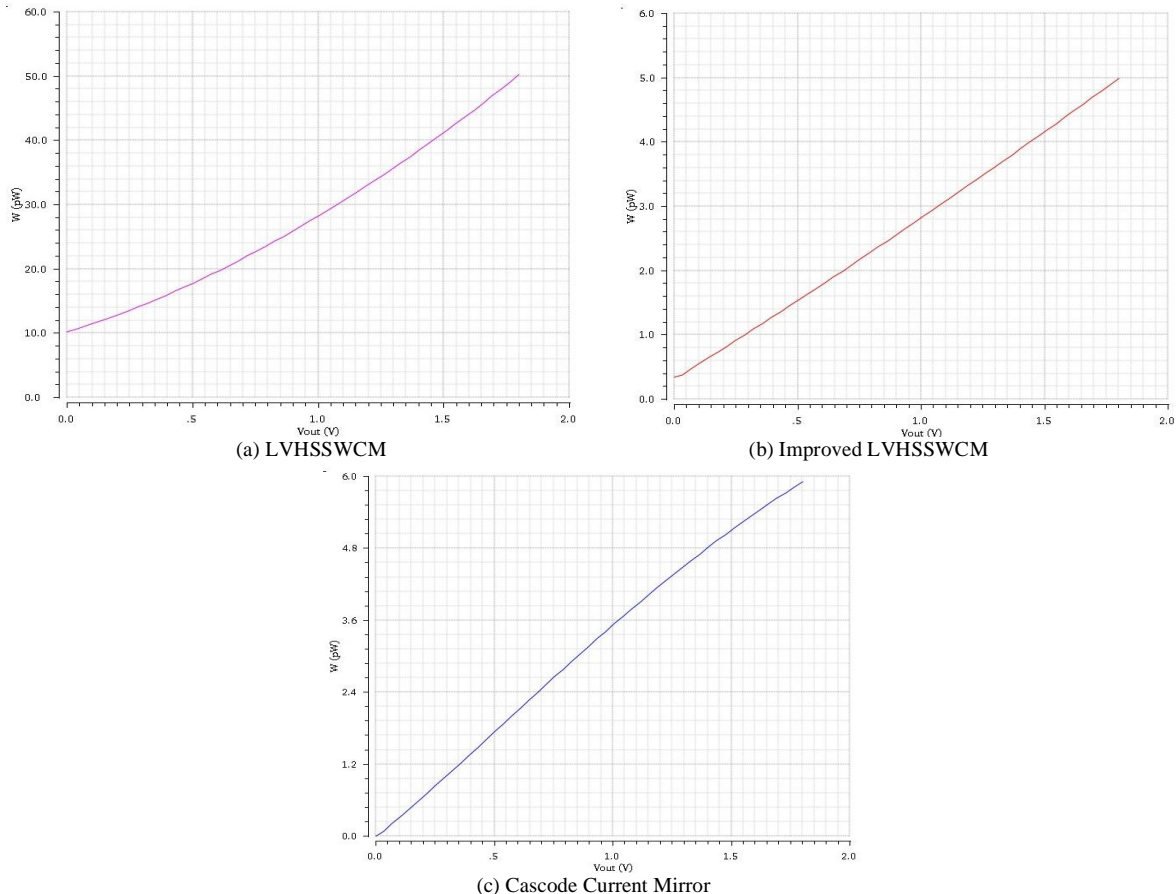 60.0
50.0
40.0
30.0
20.0
10.0
0.0
W (pW)
0.0 .5 1.0 1.5 2.0
Vout (V)
(a) LVHSSWCM
6.0
5.0
4.0
3.0
2.0
1.0
0.0
W (pW)
0.0 .5 1.0 1.5 2.0
Vout (V)
(b) Improved LVHSSWCM
6.0
4.8
3.6
2.4
1.2
0.0
W (pW)
0.0 .5 1.0 1.5 2.0
Vout (V)
(c) Cascode Current Mirror